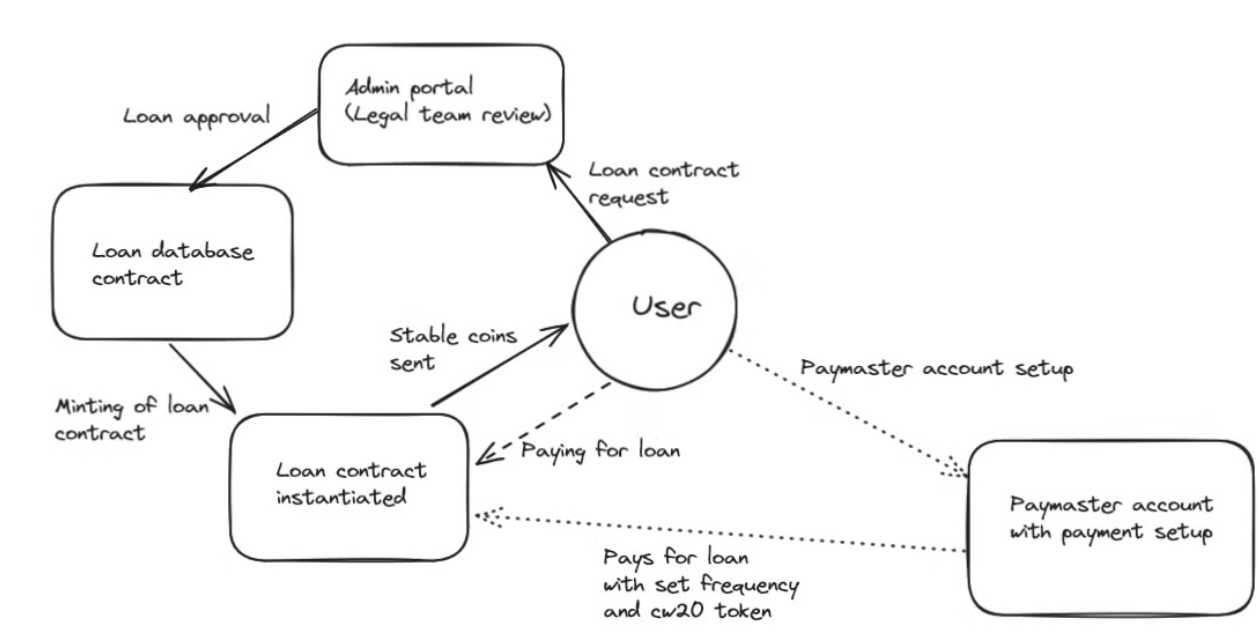 Admin portal
(Legal team review)
Loan approval
Loan contract
request
Loan database
contract
User
Stable coins
sent
Paymaster account setup
Minting of loan
contract
Paying for loan
Loan contract
instantiated
Paymaster account
with payment setup
Pays for loan
with set frequency
and cw20 token